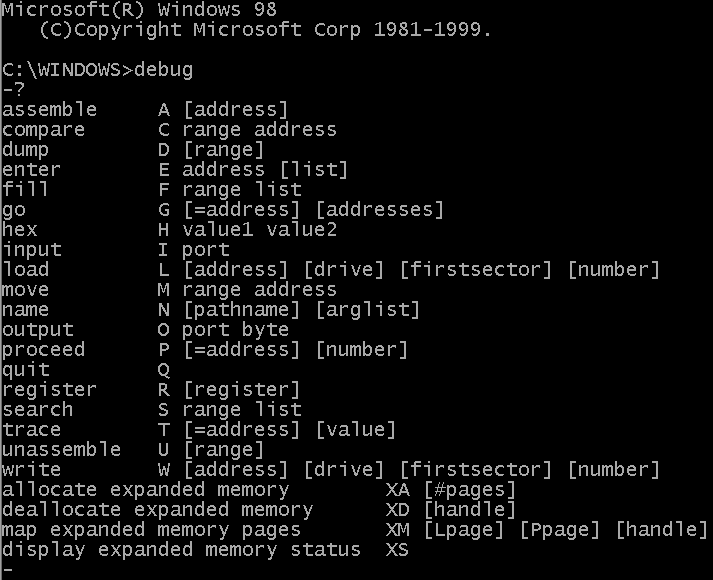 Microsoft(R) Windows 98
   (C)Copyright Microsoft Corp 1981-1999.

C:\WINDOWS>debug
-?
assemble     A [address]
compare      C range address
dump         D [range]
enter        E address [list]
fill         F range list
go           G [=address] [addresses]
hex          H value1 value2
input        I port
load         L [address] [drive] [firstsector] [number]
move         M range address
name         N [pathname] [arglist]
output       O port byte
proceed      P [=address] [number]
quit         Q
register     R [register]
search       S range list
trace        T [=address] [value]
unassemble   U [range]
write        W [address] [drive] [firstsector] [number]
allocate expanded memory        XA [#pages]
deallocate expanded memory      XD [handle]
map expanded memory pages       XM [Lpage] [Ppage] [handle]
display expanded memory status  XS
-